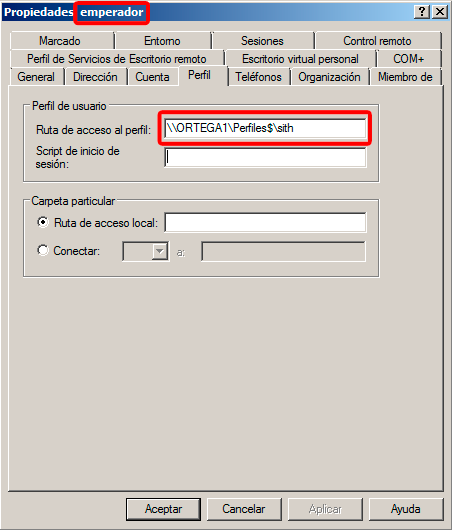 Propiedades emperador
Marcado Entorno Sesiones Control remoto
Perfil de Servicios de Escritorio remoto Escritorio virtual personal COM+
General Dirección Cuenta Perfil Teléfonos Organización Miembro de
Perfil de usuario
Ruta de acceso al perfil: \\ORTEGA1\Perfiles$\sith
Script de inicio de
sesión:
Carpeta particular
Ruta de acceso local:
Conectar: a:
Aceptar Cancelar Aplicar Ayuda